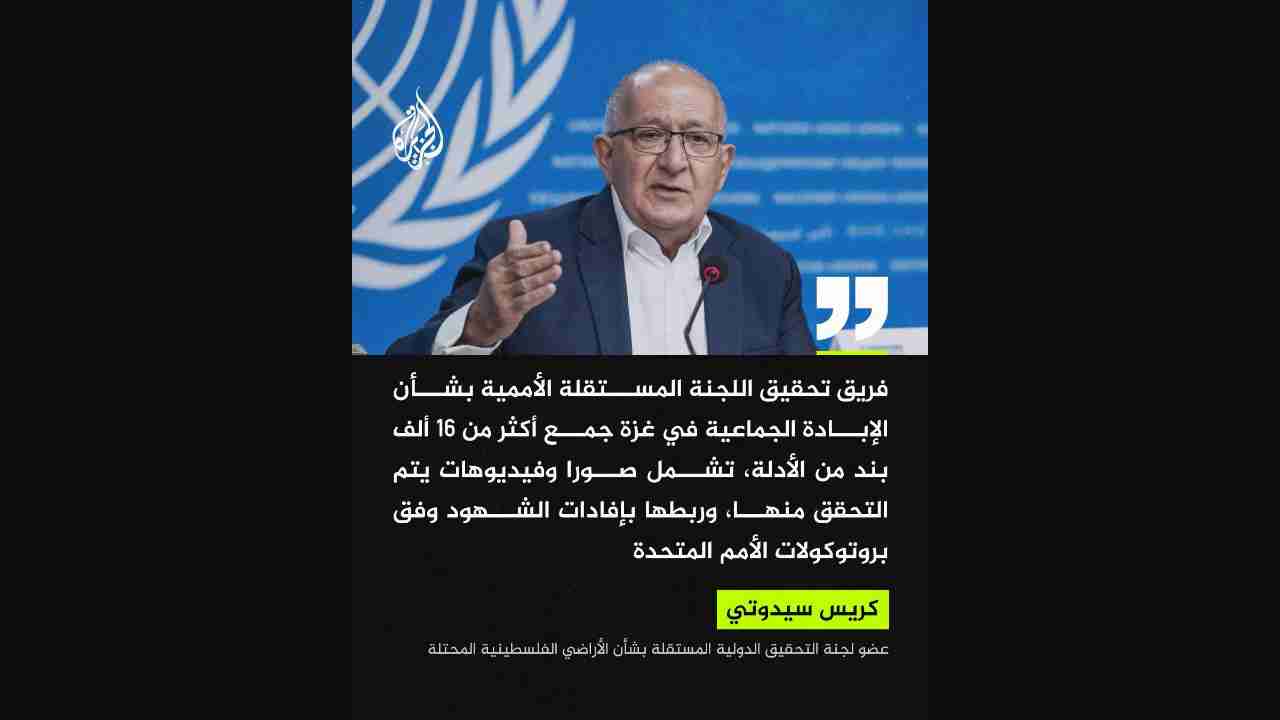 الجزيرة
فريق تحقيق اللجنة المستقلة الأممية بشأن
الإبادة الجماعية في غزة جمع أكثر من 16 ألف
بند من الأدلة، تشمل صورا وفيديوهات يتم
التحقق منها، وربطها بإفادات الشهود وفق
بروتوكولات الأمم المتحدة
كريس سيدوتي
عضو لجنة التحقيق الدولية المستقلة بشأن الأراضي الفلسطينية المحتلة